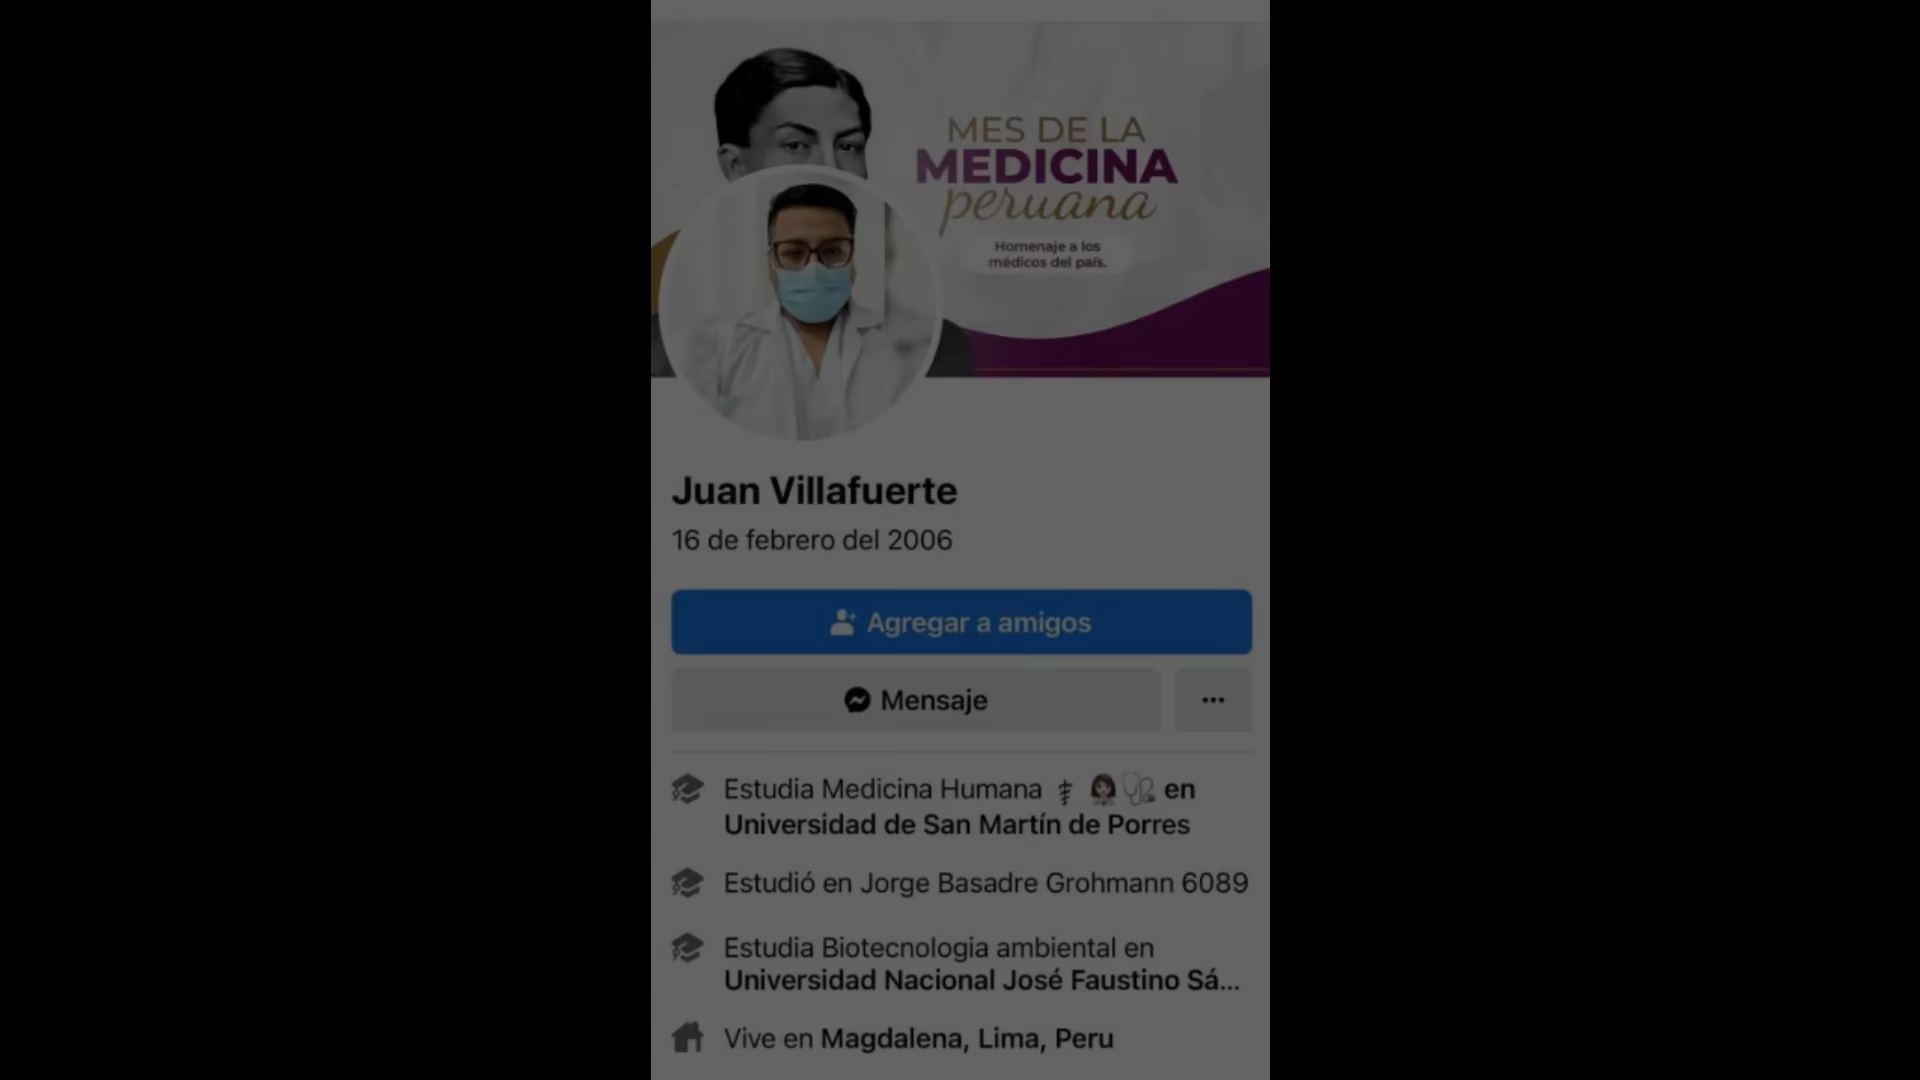 MES DE LA
MEDICINA
peruana
Homenaje a los
médicos del país.
Juan Villafuerte
16 de febrero del 2006
Agregar a amigos
Mensaje
Estudia Medicina Humana ⚕ 👩🏻‍⚕️🩺 en
Universidad de San Martín de Porres
Estudió en Jorge Basadre Grohmann 6089
Estudia Biotecnologia ambiental en
Universidad Nacional José Faustino Sá...
Vive en Magdalena, Lima, Peru